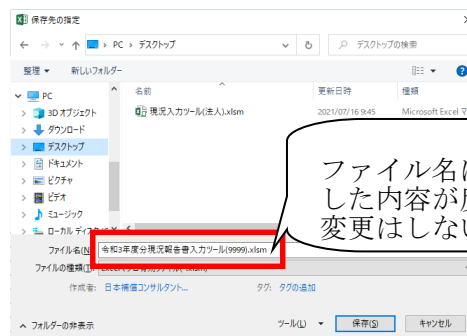 保存先の指定
PC › デスクトップ
デスクトップの検索
整理 新しいフォルダー
名前 更新日時 種類
PC
3D オブジェクト
ダウンロード
デスクトップ
ドキュメント
ピクチャ
ビデオ
ミュージック
現況入力ツール(法人).xlsm 2021/07/16 9:45 Microsoft Excel マ
ファイル名
した内容が
変更はしな
ファイル名(N): 令和3年度分現況報告書入力ツール(9999).xlsm
ファイルの種類(T):
作成者: 日本補償コンサルタント... タグ: タグの追加
フォルダーの非表示
ツール(L) 保存(S) キャンセル